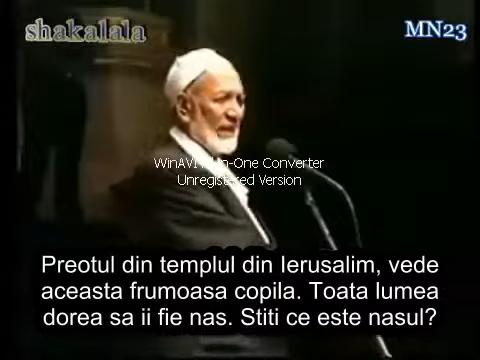 shakalala
MN23
WinAVI All-in-One Converter
Unregistered Version
Preotul din templul din Ierusalim, vede
aceasta frumoasa copila. Toata lumea
dorea sa ii fie nas. Stiti ce este nasul?